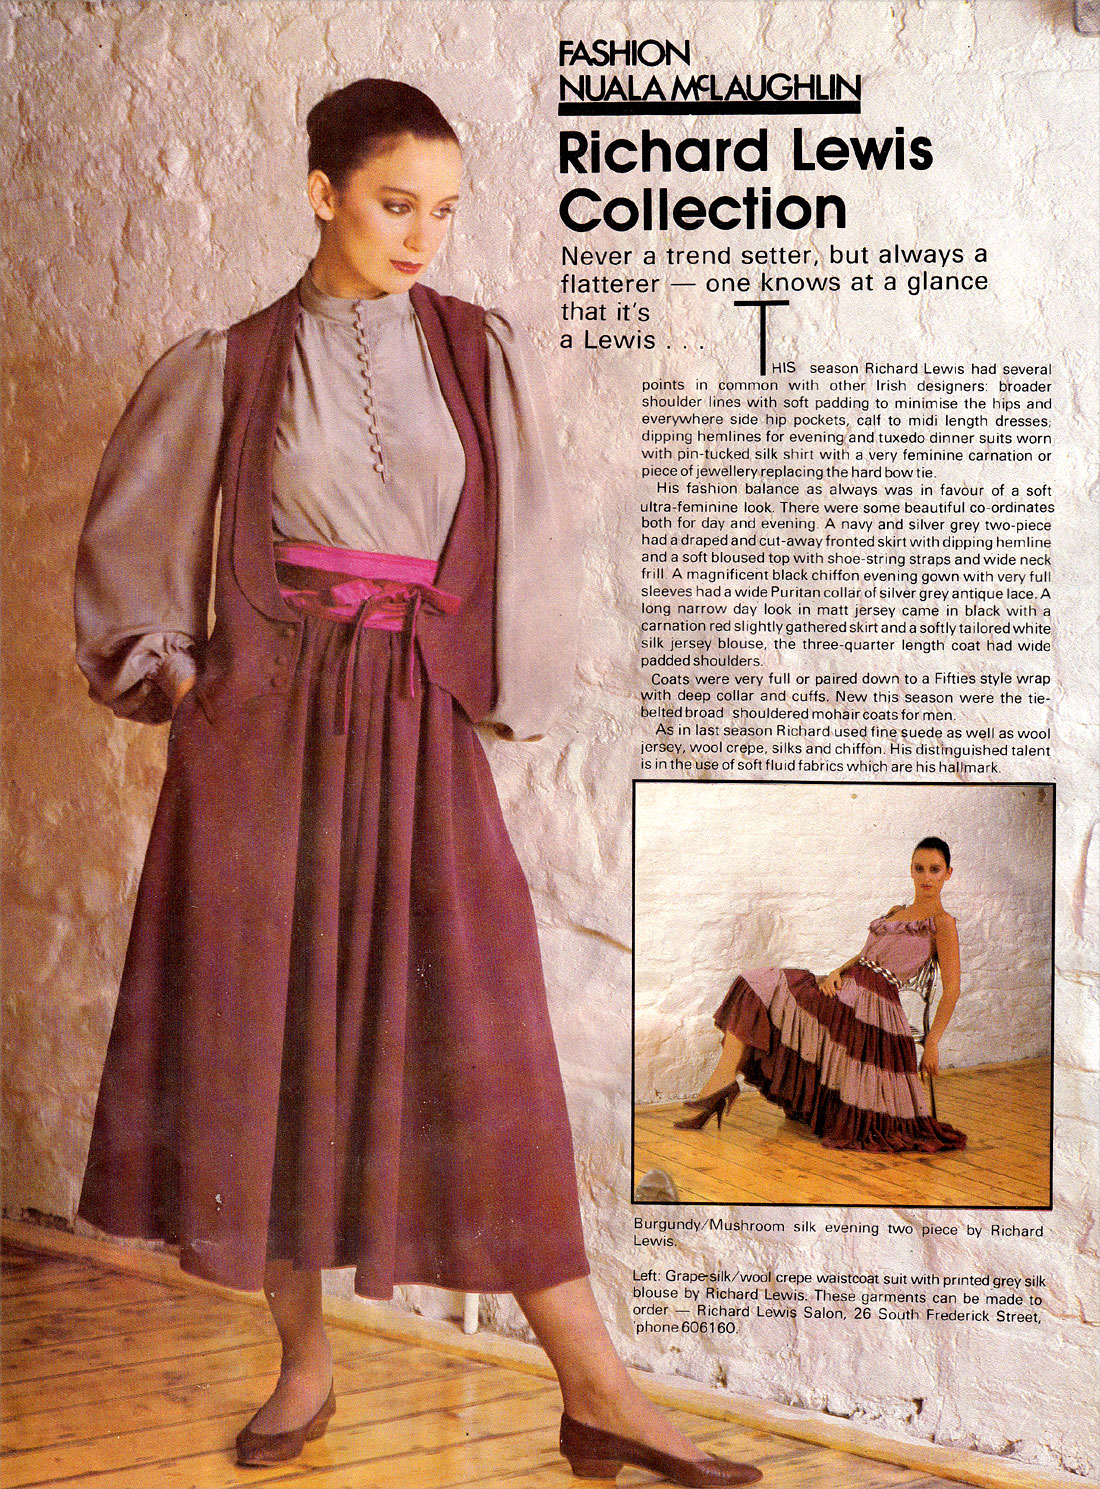 FASHION
NUALA McLAUGHLIN
Richard Lewis
Collection
Never a trend setter, but always a
flatterer — one knows at a glance
that it's
a Lewis . . .
THIS season Richard Lewis had several
points in common with other Irish designers: broader
shoulder lines with soft padding to minimise the hips and
everywhere side hip pockets, calf to midi length dresses;
dipping hemlines for evening and tuxedo dinner suits worn
with pin-tucked silk shirt with a very feminine carnation or
piece of jewellery replacing the hard bow tie.
His fashion balance as always was in favour of a soft
ultra-feminine look. There were some beautiful co-ordinates
both for day and evening. A navy and silver grey two-piece
had a draped and cut-away fronted skirt with dipping hemline
and a soft bloused top with shoe-string straps and wide neck
frill. A magnificent black chiffon evening gown with very full
sleeves had a wide Puritan collar of silver grey antique lace. A
long narrow day look in matt jersey came in black with a
carnation red slightly gathered skirt and a softly tailored white
silk jersey blouse, the three-quarter length coat had wide
padded shoulders.
Coats were very full or paired down to a Fifties style wrap
with deep collar and cuffs. New this season were the tie-
belted broad shouldered mohair coats for men.
As in last season Richard used fine suede as well as wool
jersey, wool crepe, silks and chiffon. His distinguished talent
is in the use of soft fluid fabrics which are his hallmark.
Burgundy/Mushroom silk evening two piece by Richard
Lewis.
Left: Grape silk/wool crepe waistcoat suit with printed grey silk
blouse by Richard Lewis. These garments can be made to
order — Richard Lewis Salon, 26 South Frederick Street,
'phone 606160.